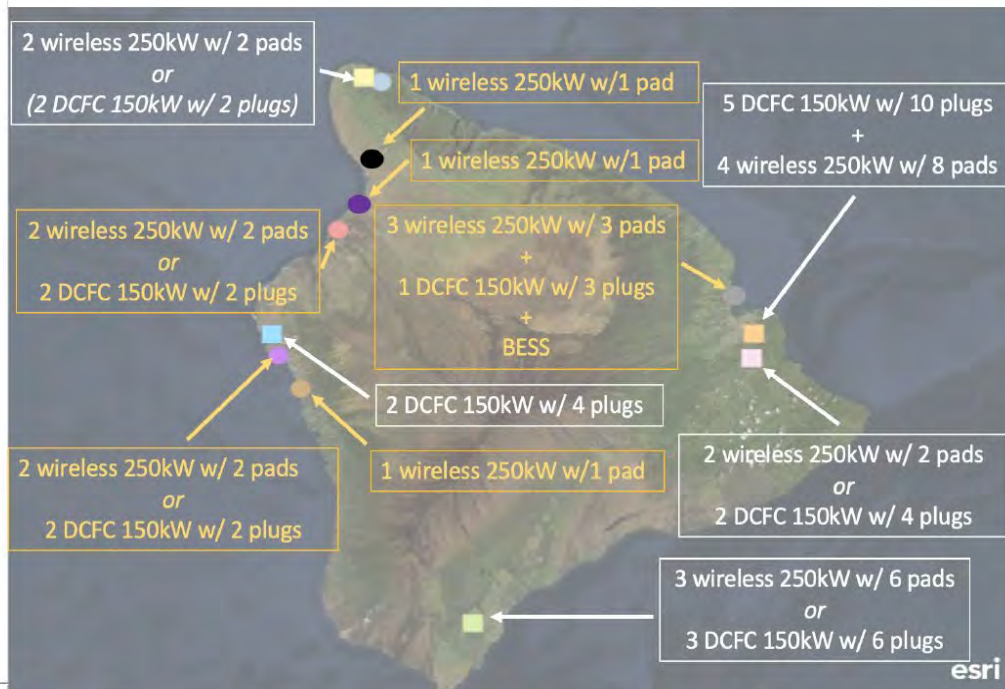 2 wireless 250kW w/ 2 pads
or
(2 DCFC 150kW w/ 2 plugs)
1 wireless 250kW w/1 pad
5 DCFC 150kW w/ 10 plugs
+
4 wireless 250kW w/ 8 pads
1 wireless 250kW w/1 pad
2 wireless 250kW w/ 2 pads
or
2 DCFC 150kW w/ 2 plugs
3 wireless 250kW w/ 3 pads
+
1 DCFC 150kW w/ 3 plugs
+
BESS
2 DCFC 150kW w/ 4 plugs
2 wireless 250kW w/ 2 pads
or
2 DCFC 150kW w/ 2 plugs
1 wireless 250kW w/1 pad
2 wireless 250kW w/ 2 pads
or
2 DCFC 150kW w/ 4 plugs
3 wireless 250kW w/ 6 pads
or
3 DCFC 150kW w/ 6 plugs
esri